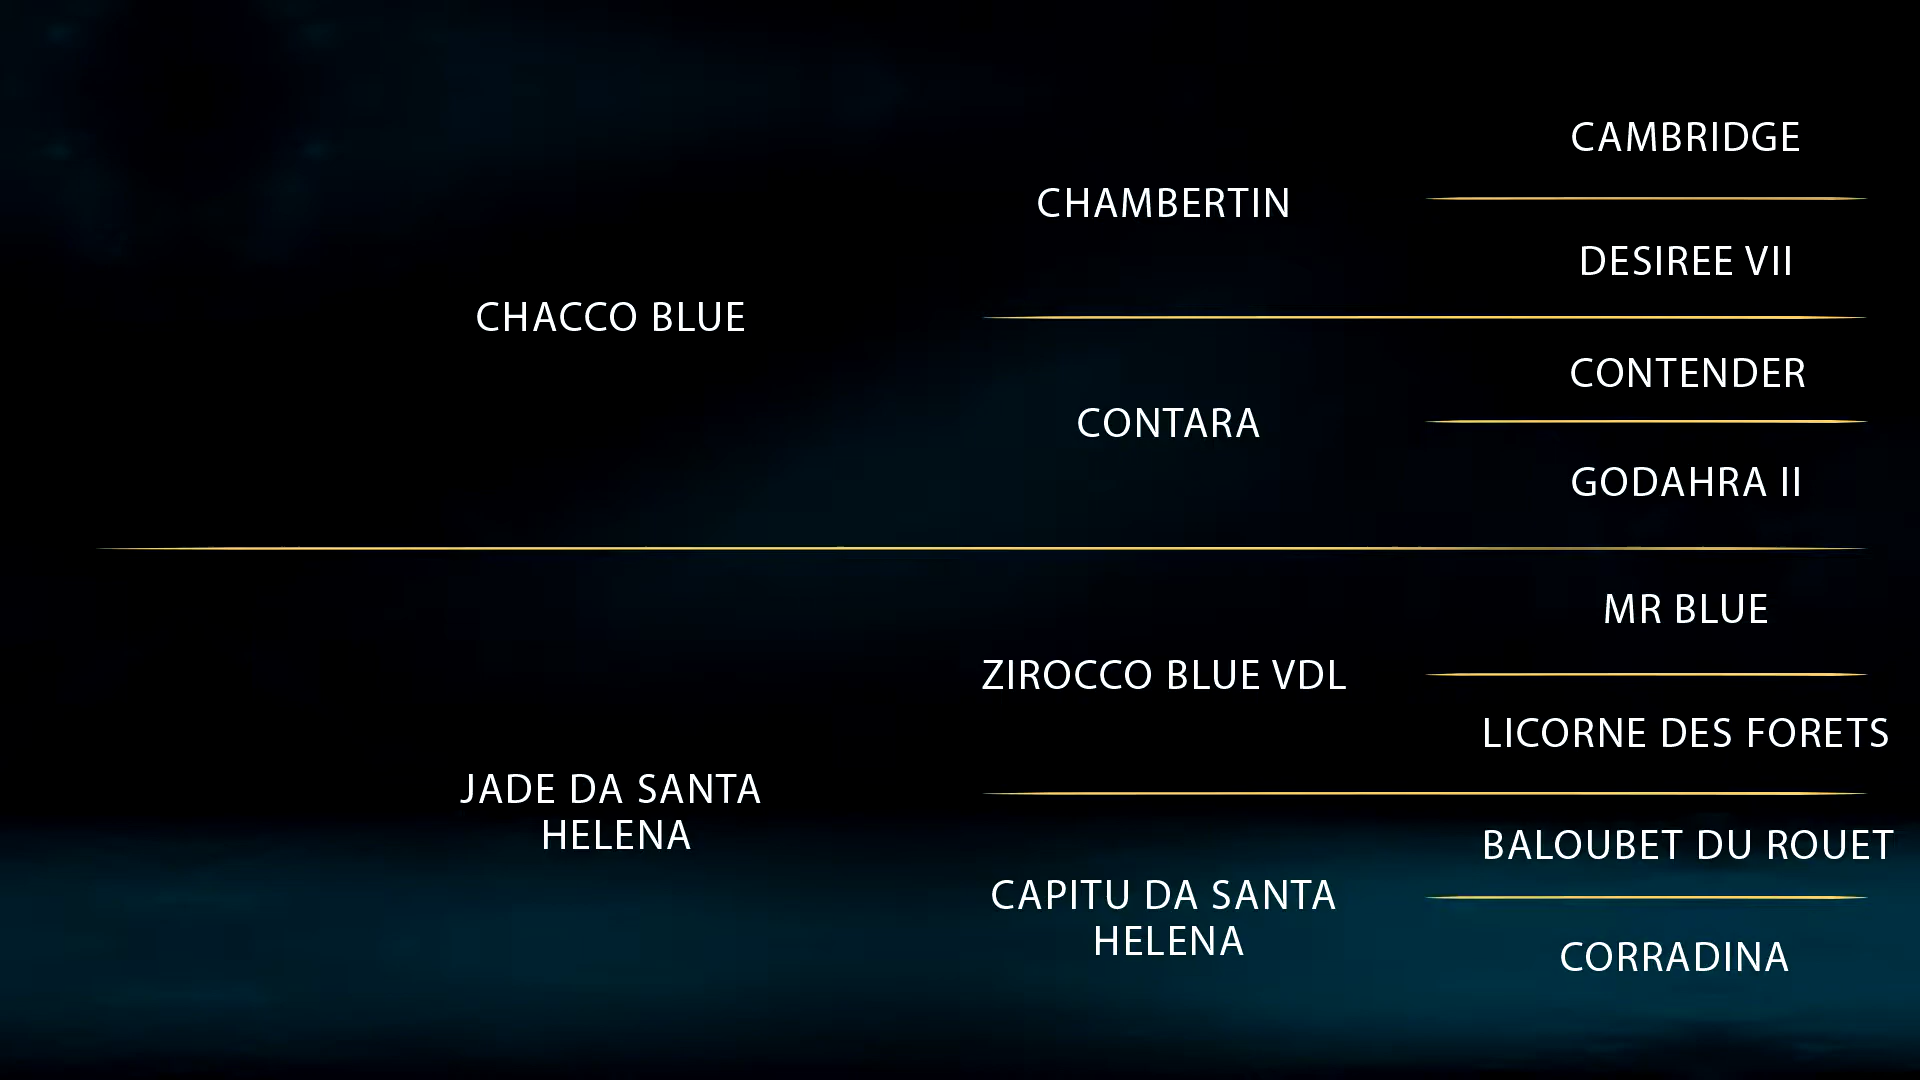 CAMBRIDGE
CHAMBERTIN
DESIREE VII
CHACCO BLUE
CONTENDER
CONTARA
GODAHRA II
MR BLUE
ZIROCCO BLUE VDL
LICORNE DES FORETS
JADE DA SANTA
HELENA
BALOUBET DU ROUET
CAPITU DA SANTA
HELENA
CORRADINA